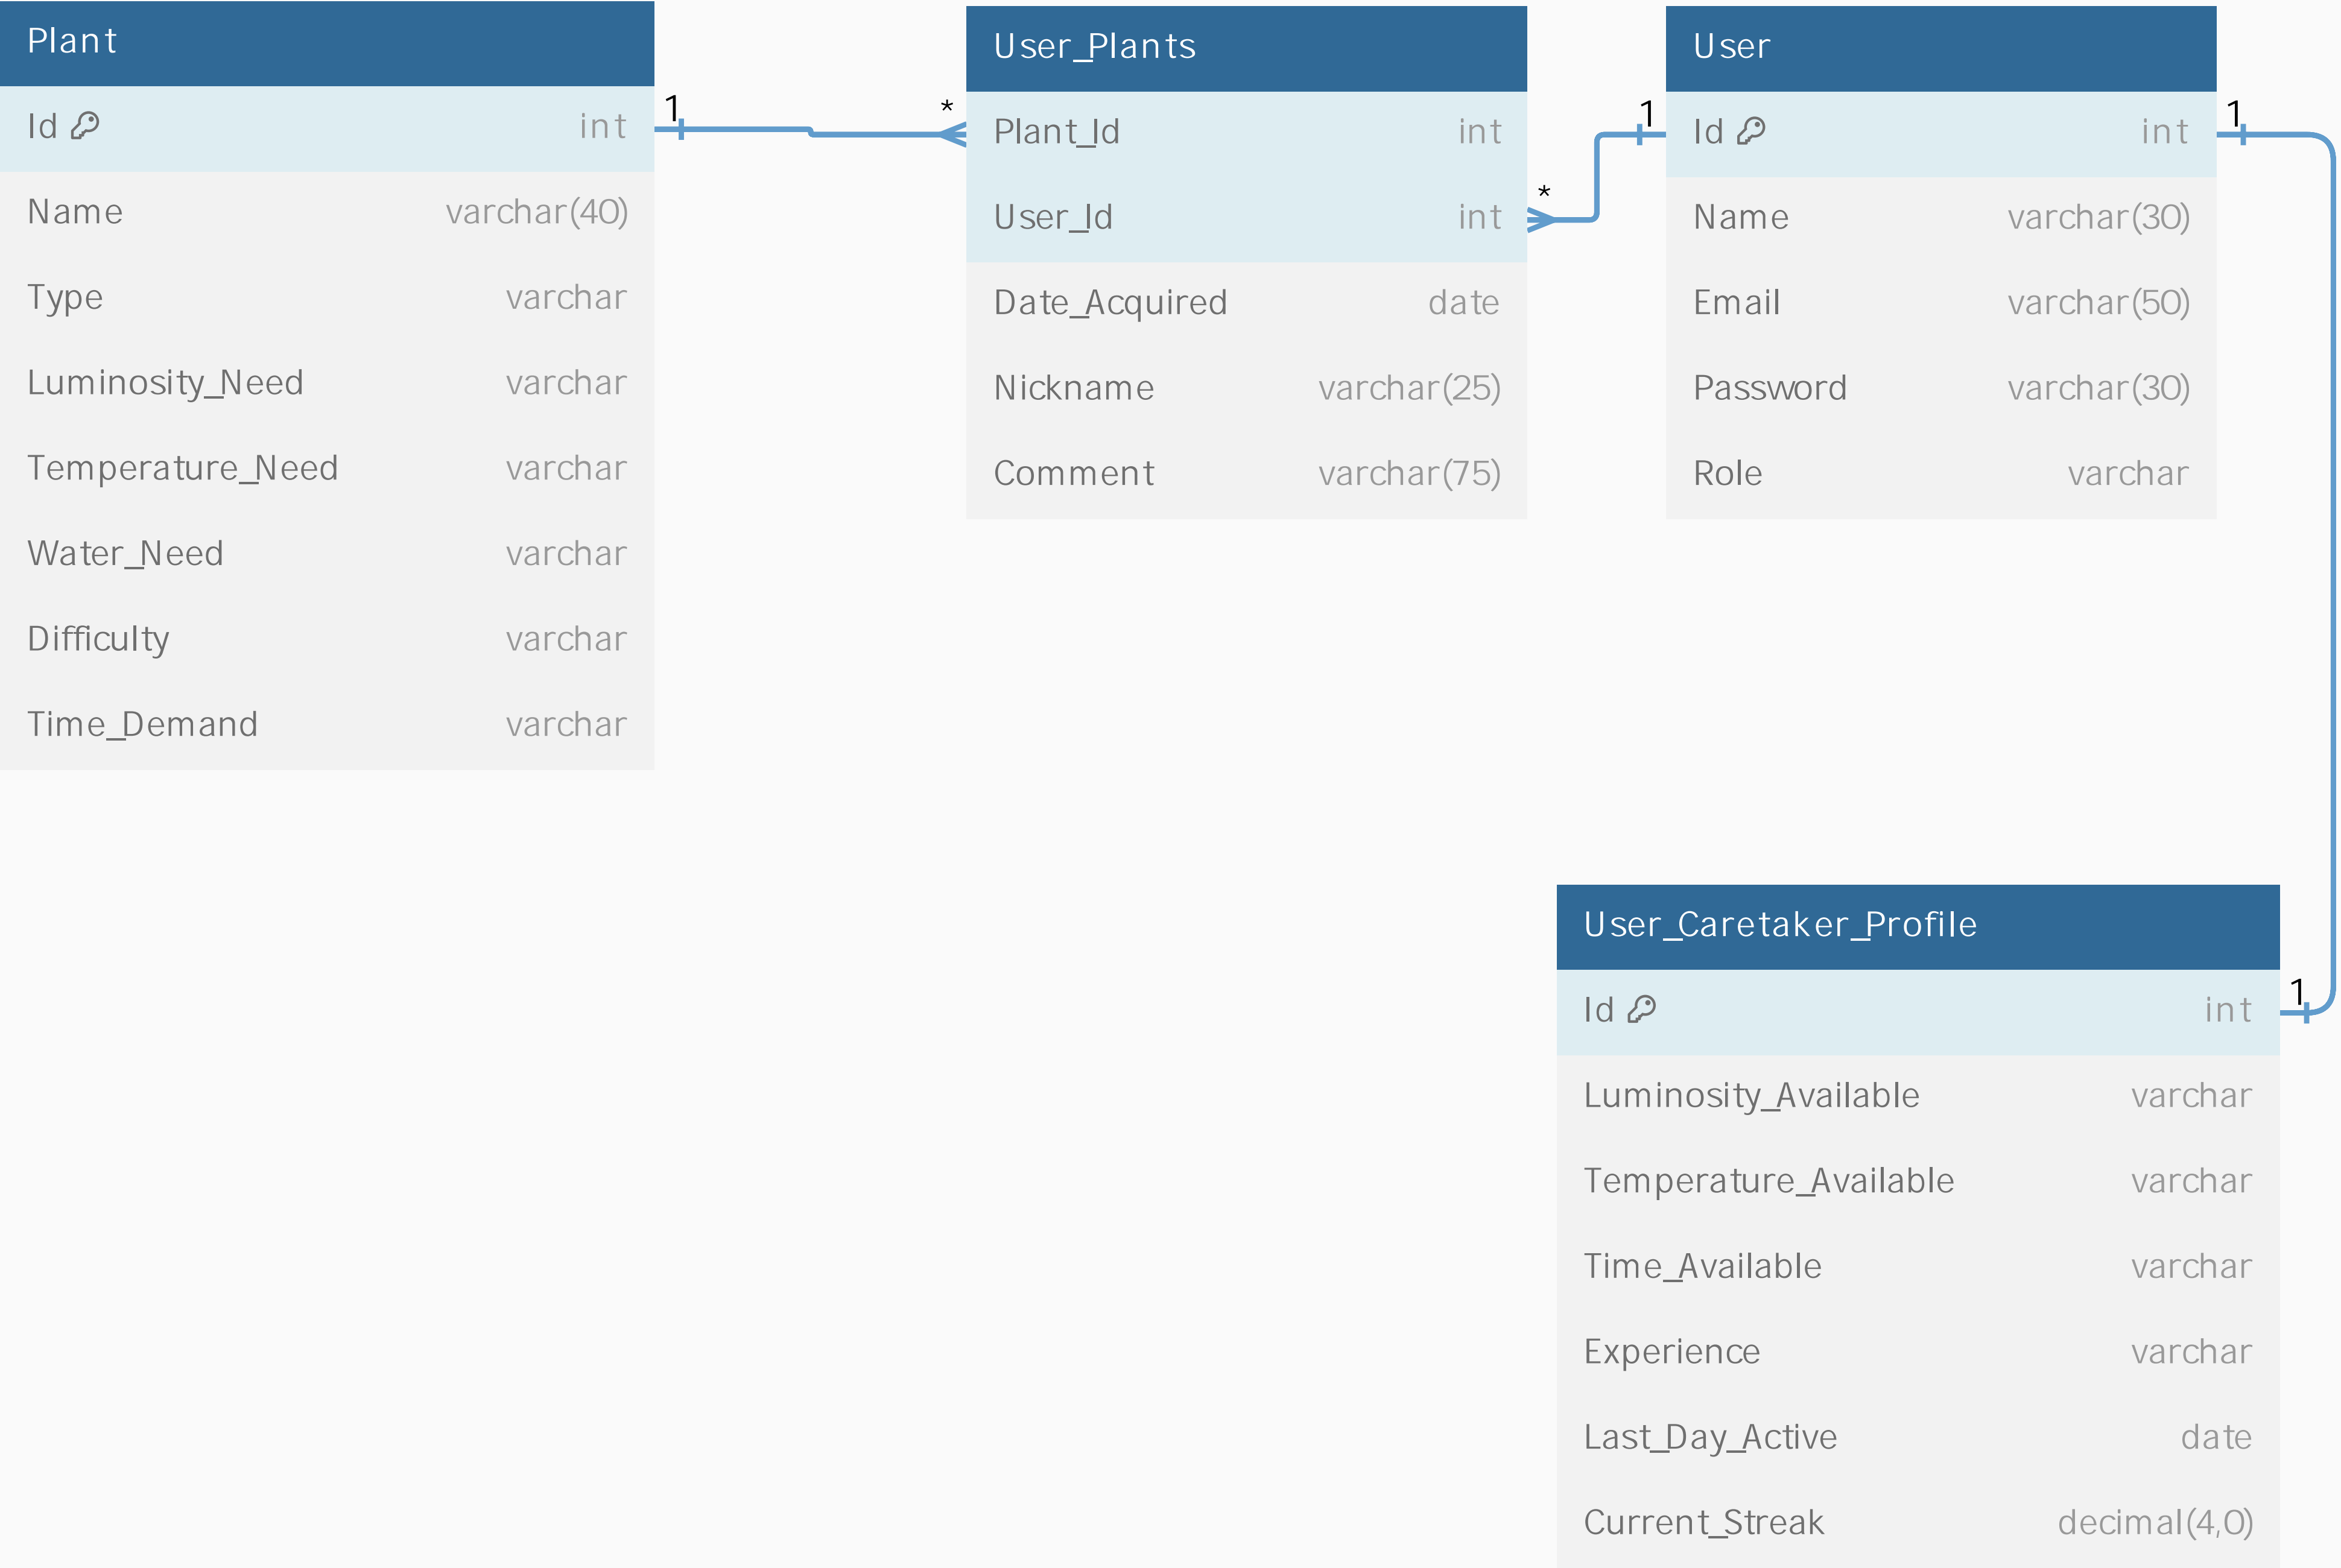 Plant
Id int
Name varchar(40)
Type varchar
Luminosity_Need varchar
Temperature_Need varchar
Water_Need varchar
Difficulty varchar
Time_Demand varchar
1
*
User_Plants
Plant_Id int
User_Id int
Date_Acquired date
Nickname varchar(25)
Comment varchar(75)
*
1
User
Id int
Name varchar(30)
Email varchar(50)
Password varchar(30)
Role varchar
1
User_Caretaker_Profile
Id int
Luminosity_Available varchar
Temperature_Available varchar
Time_Available varchar
Experience varchar
Last_Day_Active date
Current_Streak decimal(4,0)
1